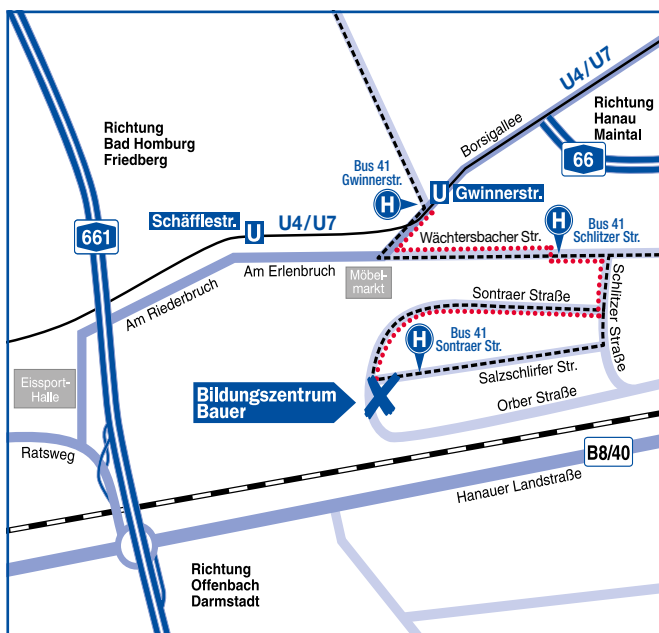 U4/U7
Richtung
Bad Homburg
Friedberg
Borsigallee
Richtung
Hanau
Maintal
66
Bus 41
Gwinnerstr.
H
U
Gwinnerstr.
Schäfflestr.
U
U4/U7
661
Wächtersbacher Str.
Bus 41
Schlitzer Str.
H
Am Erlenbruch
Möbel-
markt
Am Riederbruch
Schlitzer Straße
Sontraer Straße
H
Bus 41
Sontraer Str.
Eissport-
Halle
Salzschlirfer Str.
Bildungszentrum
Bauer
Orber Straße
Ratsweg
B8/40
Hanauer Landstraße
Richtung
Offenbach
Darmstadt